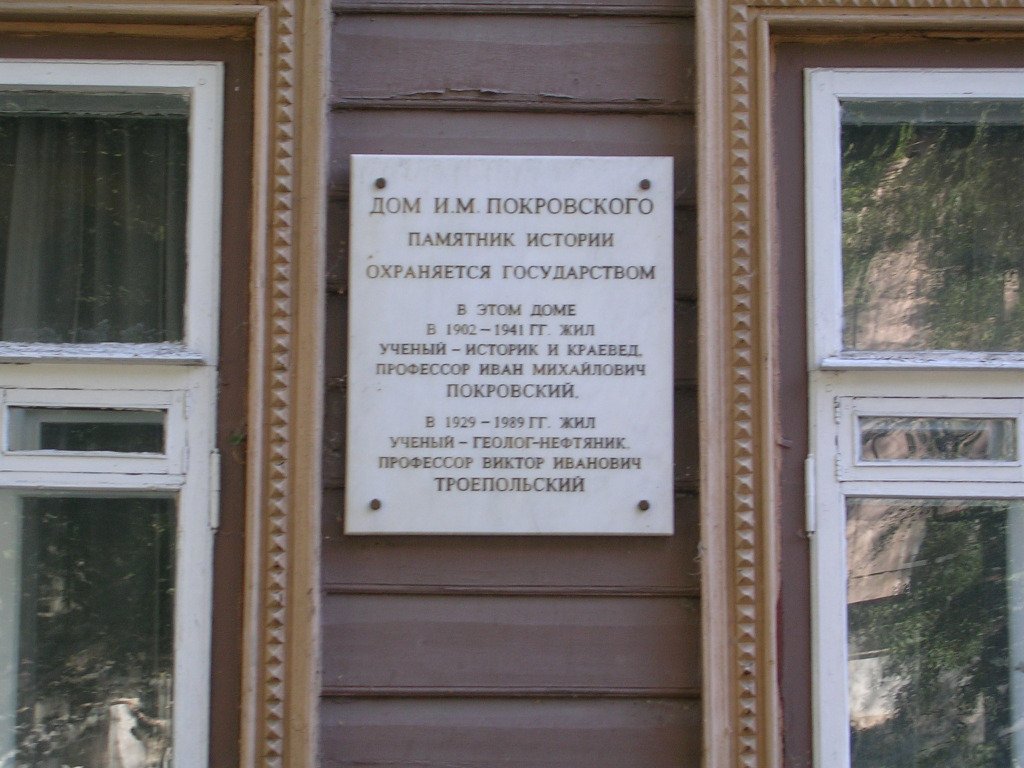 ДОМ И.М. ПОКРОВСКОГО
ПАМЯТНИК ИСТОРИИ
ОХРАНЯЕТСЯ ГОСУДАРСТВОМ
В ЭТОМ ДОМЕ
В 1902 – 1941 ГГ. ЖИЛ
УЧЕНЫЙ – ИСТОРИК И КРАЕВЕД,
ПРОФЕССОР ИВАН МИХАЙЛОВИЧ
ПОКРОВСКИЙ,
В 1929 – 1989 ГГ. ЖИЛ
УЧЕНЫЙ – ГЕОЛОГ-НЕФТЯНИК,
ПРОФЕССОР ВИКТОР ИВАНОВИЧ
ТРОЕПОЛЬСКИЙ